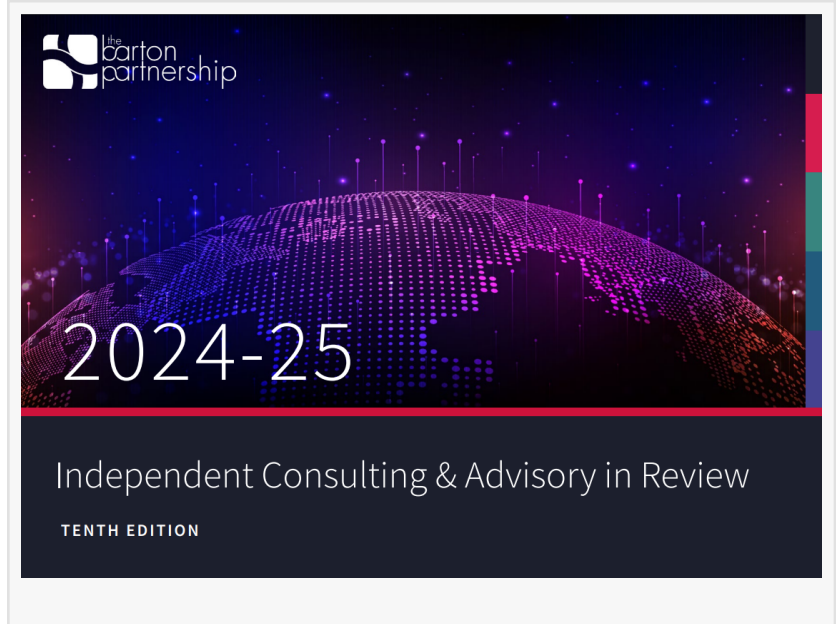 the
barton
partnership
2024-25
Independent Consulting & Advisory in Review
TENTH EDITION